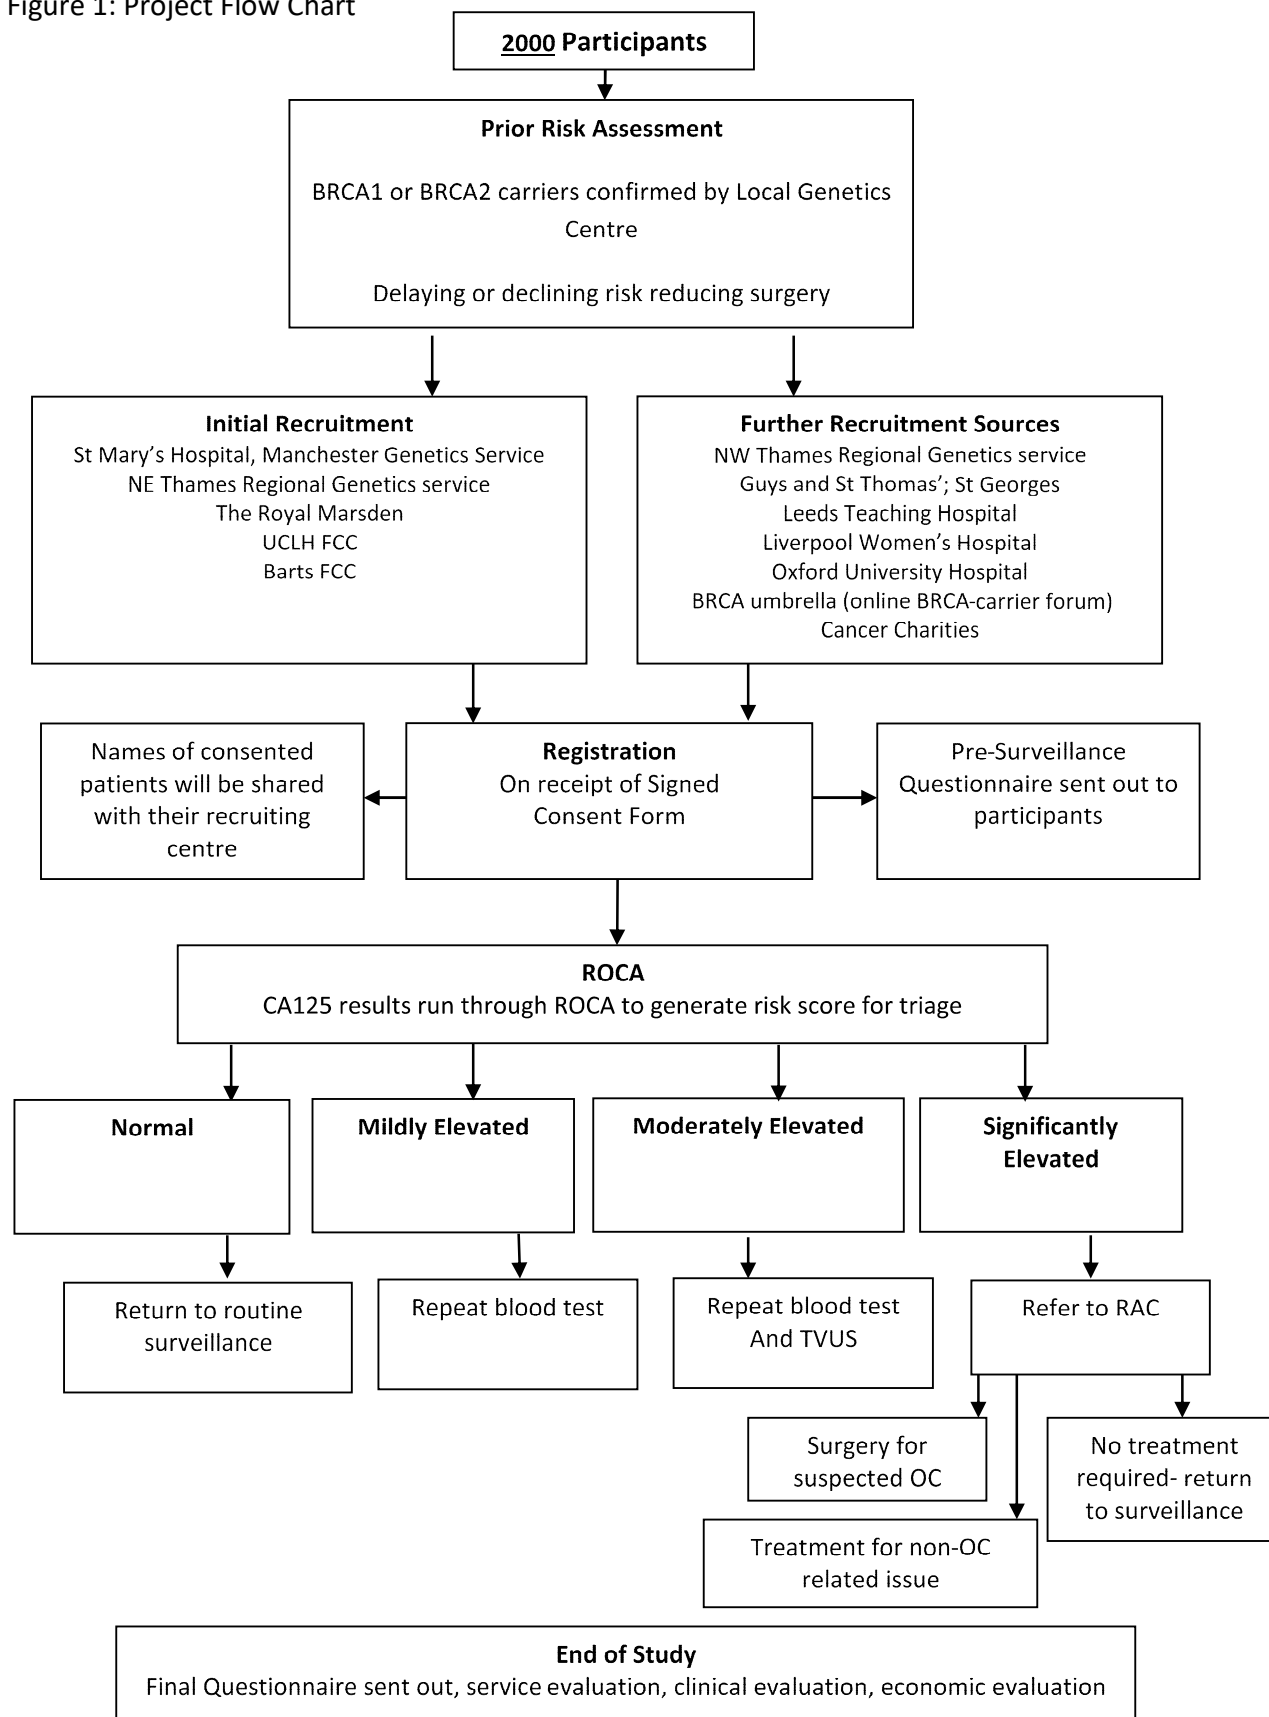 Figure 1: Project Flow Chart
2000 Participants
Prior Risk Assessment
BRCA1 or BRCA2 carriers confirmed by Local Genetics
Centre
Delaying or declining risk reducing surgery
Initial Recruitment
St Mary's Hospital, Manchester Genetics Service
NE Thames Regional Genetics service
The Royal Marsden
UCLH FCC
Barts FCC
Further Recruitment Sources
NW Thames Regional Genetics service
Guys and St Thomas'; St Georges
Leeds Teaching Hospital
Liverpool Women's Hospital
Oxford University Hospital
BRCA umbrella (online BRCA-carrier forum)
Cancer Charities
Names of consented
patients will be shared
with their recruiting
centre
Registration
On receipt of Signed
Consent Form
Pre-Surveillance
Questionnaire sent out to
participants
ROCA
CA125 results run through ROCA to generate risk score for triage
Normal
Mildly Elevated
Moderately Elevated
Significantly
Elevated
Return to routine
surveillance
Repeat blood test
Repeat blood test
And TVUS
Refer to RAC
Surgery for
suspected OC
No treatment
required- return
to surveillance
Treatment for non-OC
related issue
End of Study
Final Questionnaire sent out, service evaluation, clinical evaluation, economic evaluation